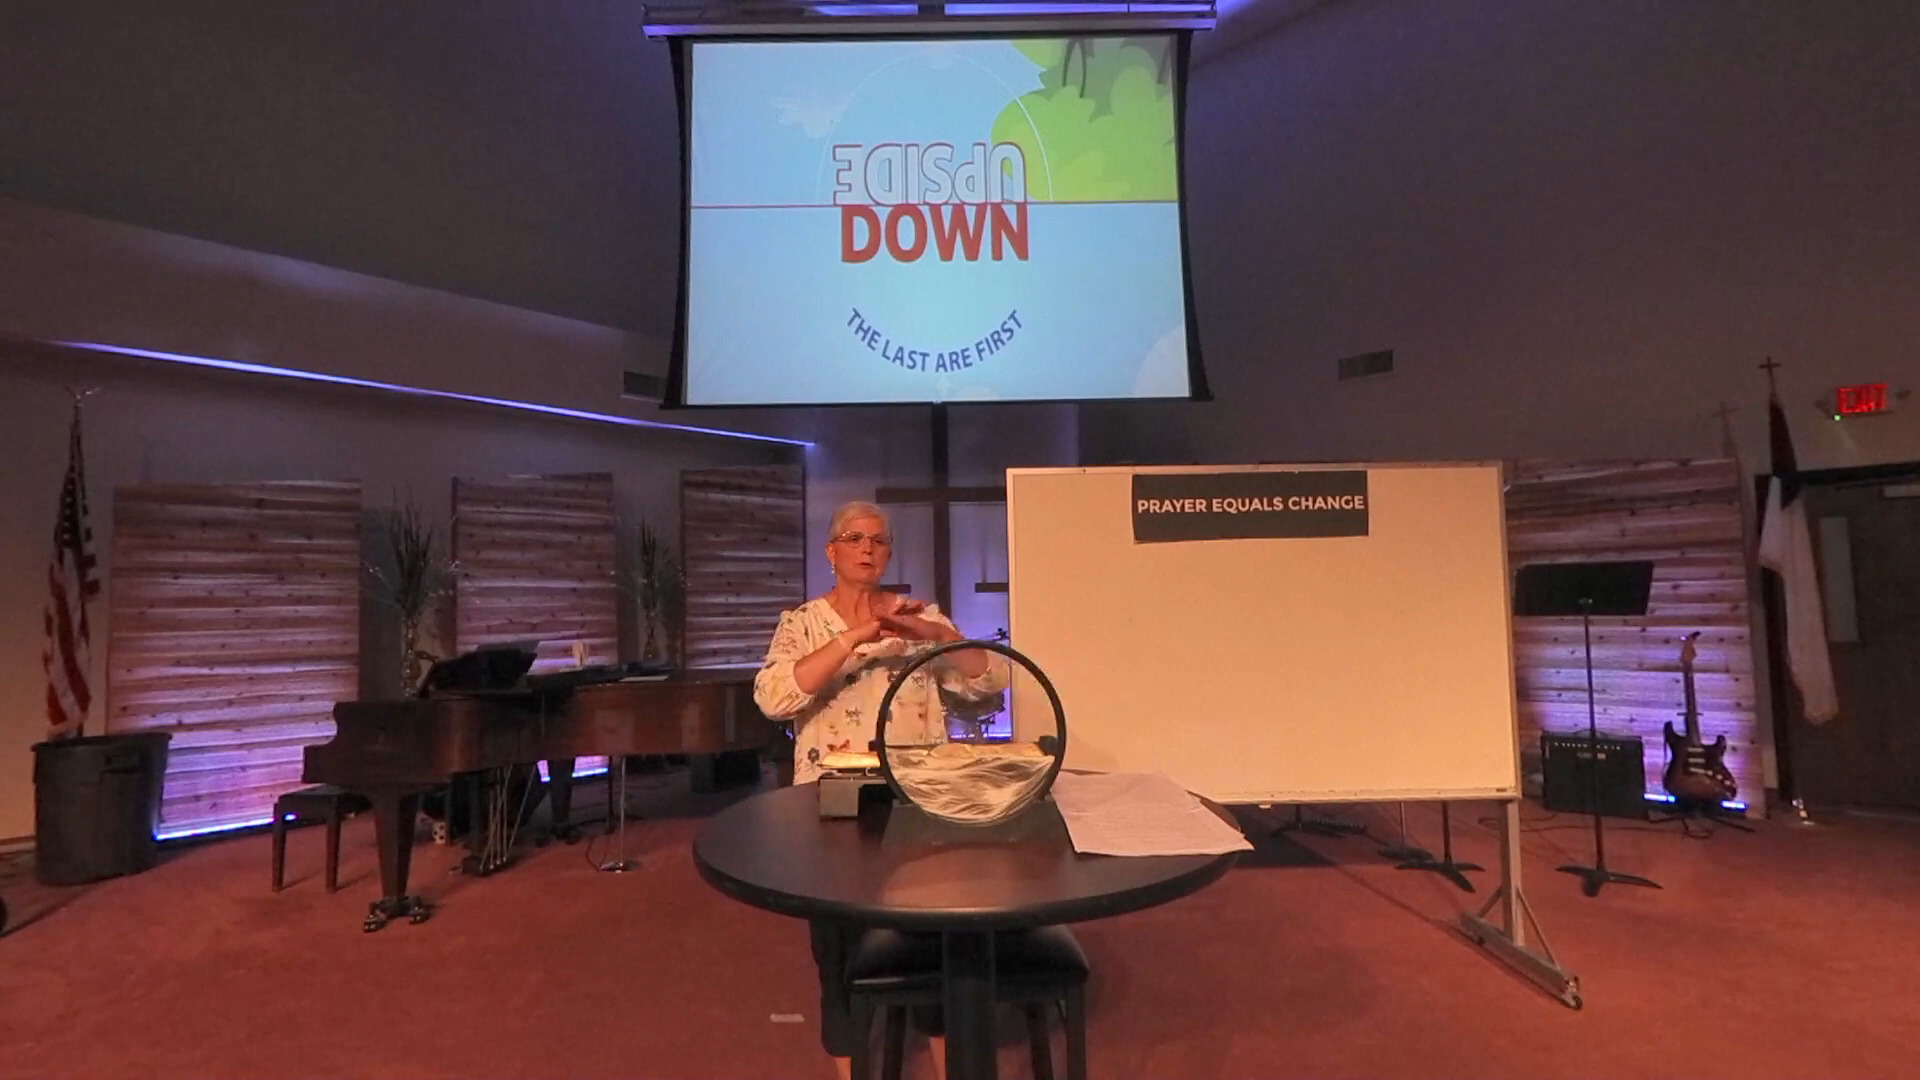 UPSIDE
DOWN
THE LAST ARE FIRST
PRAYER EQUALS CHANGE
EXIT